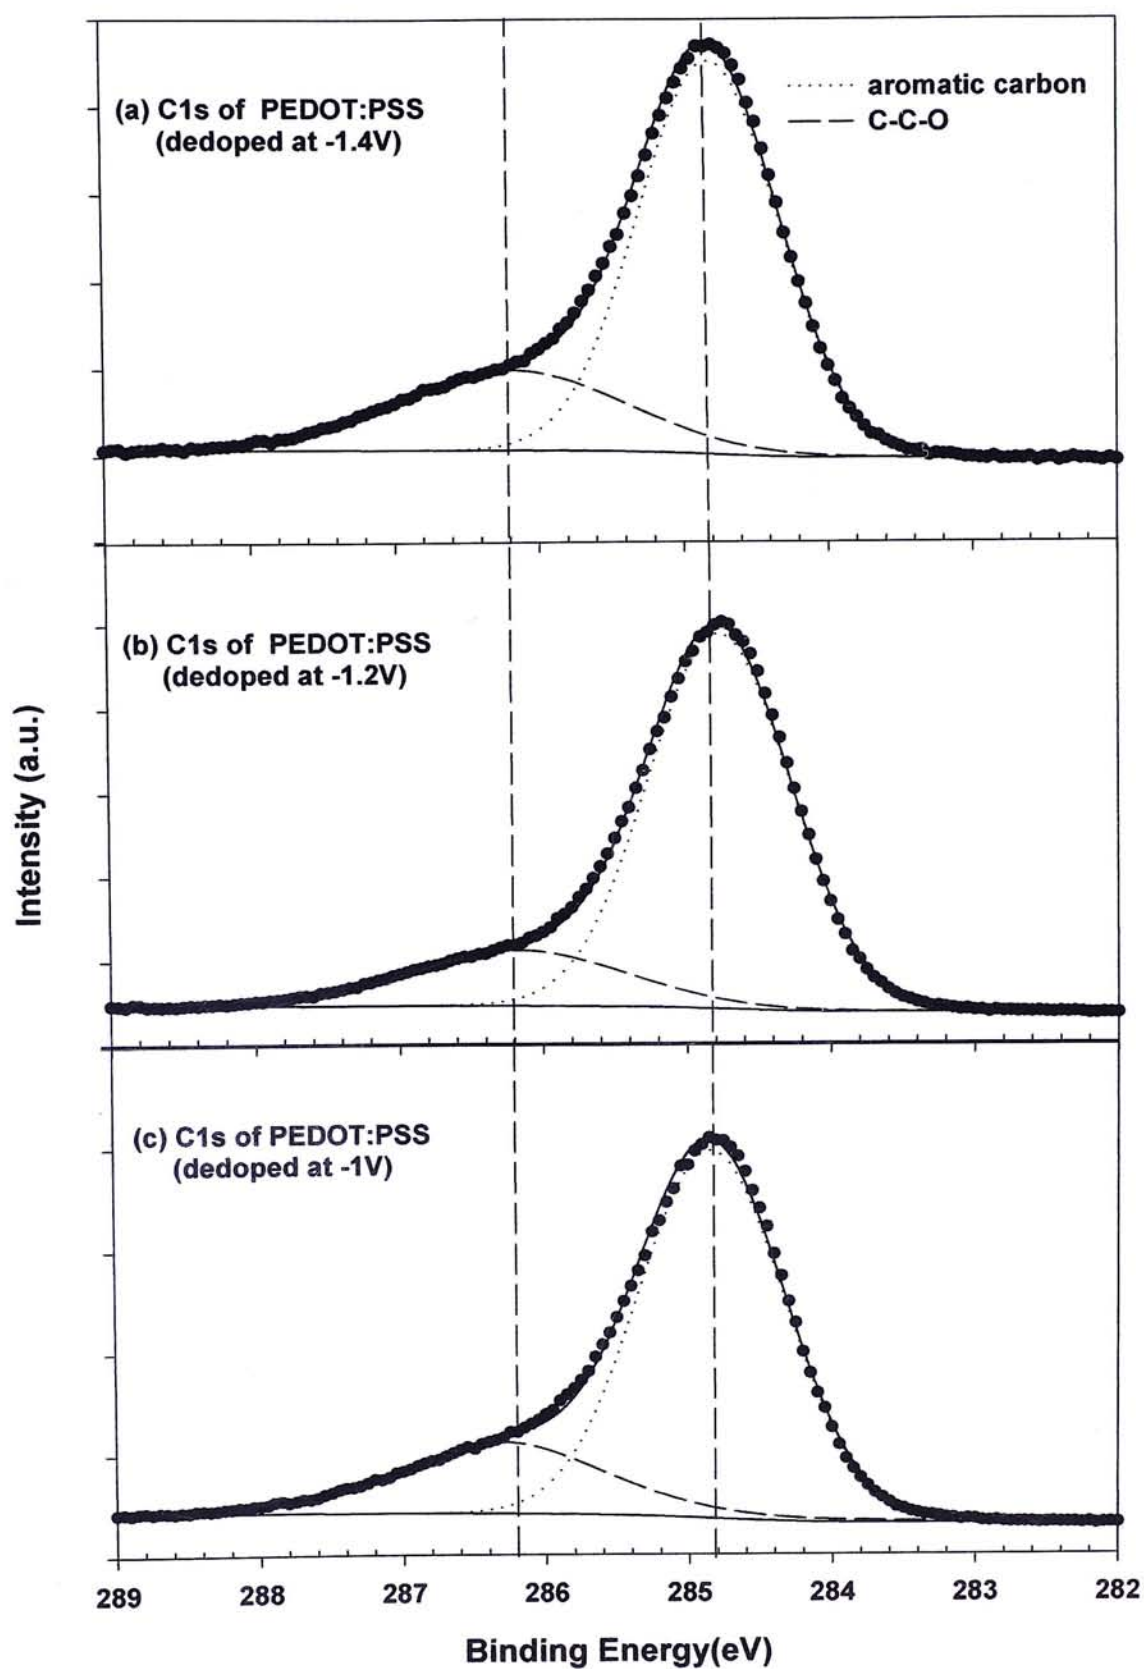 (a) C1s of PEDOT:PSS
(dedoped at -1.4V)
aromatic carbon
C-C-O
(b) C1s of PEDOT:PSS
(dedoped at -1.2V)
Intensity (a.u.)
(c) C1s of PEDOT:PSS
(dedoped at -1V)
289 288 287 286 285 284 283 282
Binding Energy(eV)